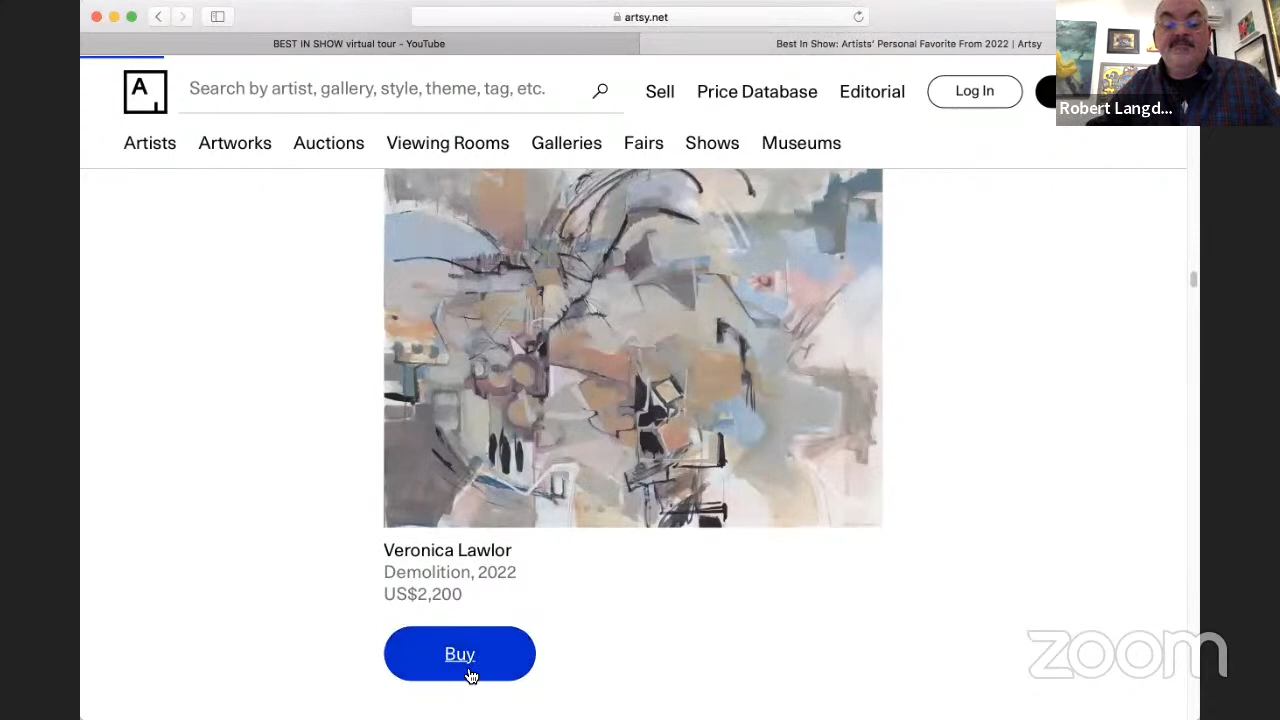 artsy.net
BEST IN SHOW virtual tour - YouTube
Best In Show: Artists' Personal Favorite From 2022 | Artsy
A
Search by artist, gallery, style, theme, tag, etc.
Sell
Price Database
Editorial
Log In
Robert Langd...
Artists
Artworks
Auctions
Viewing Rooms
Galleries
Fairs
Shows
Museums
Veronica Lawlor
Demolition, 2022
US$2,200
Buy
zoom